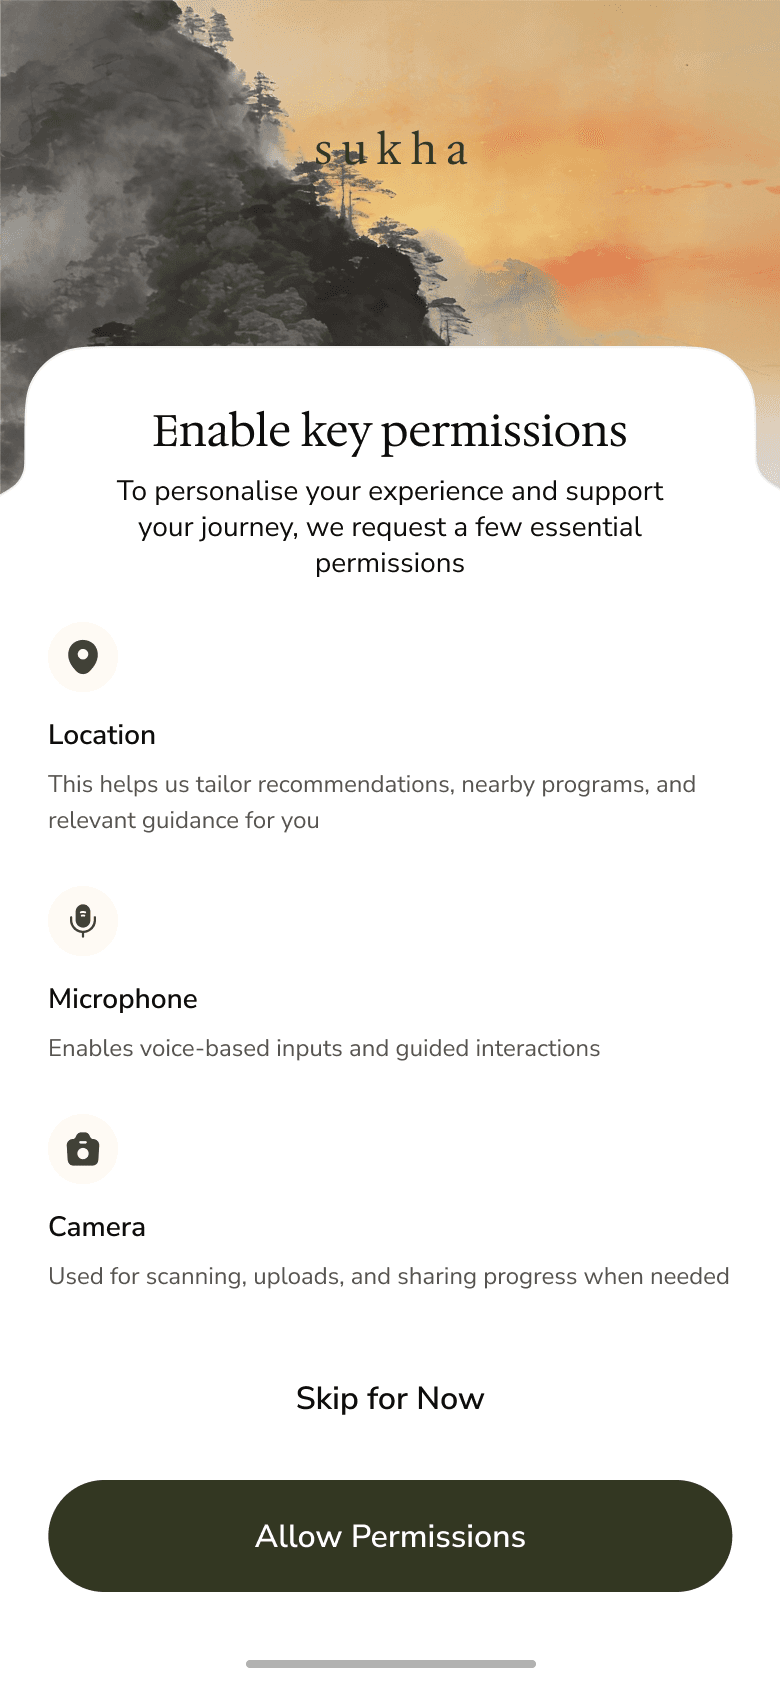 sukha
Enable key permissions
To personalise your experience and support
your journey, we request a few essential
permissions
Location
This helps us tailor recommendations, nearby programs, and
relevant guidance for you
Microphone
Enables voice-based inputs and guided interactions
Camera
Used for scanning, uploads, and sharing progress when needed
Skip for Now
Allow Permissions